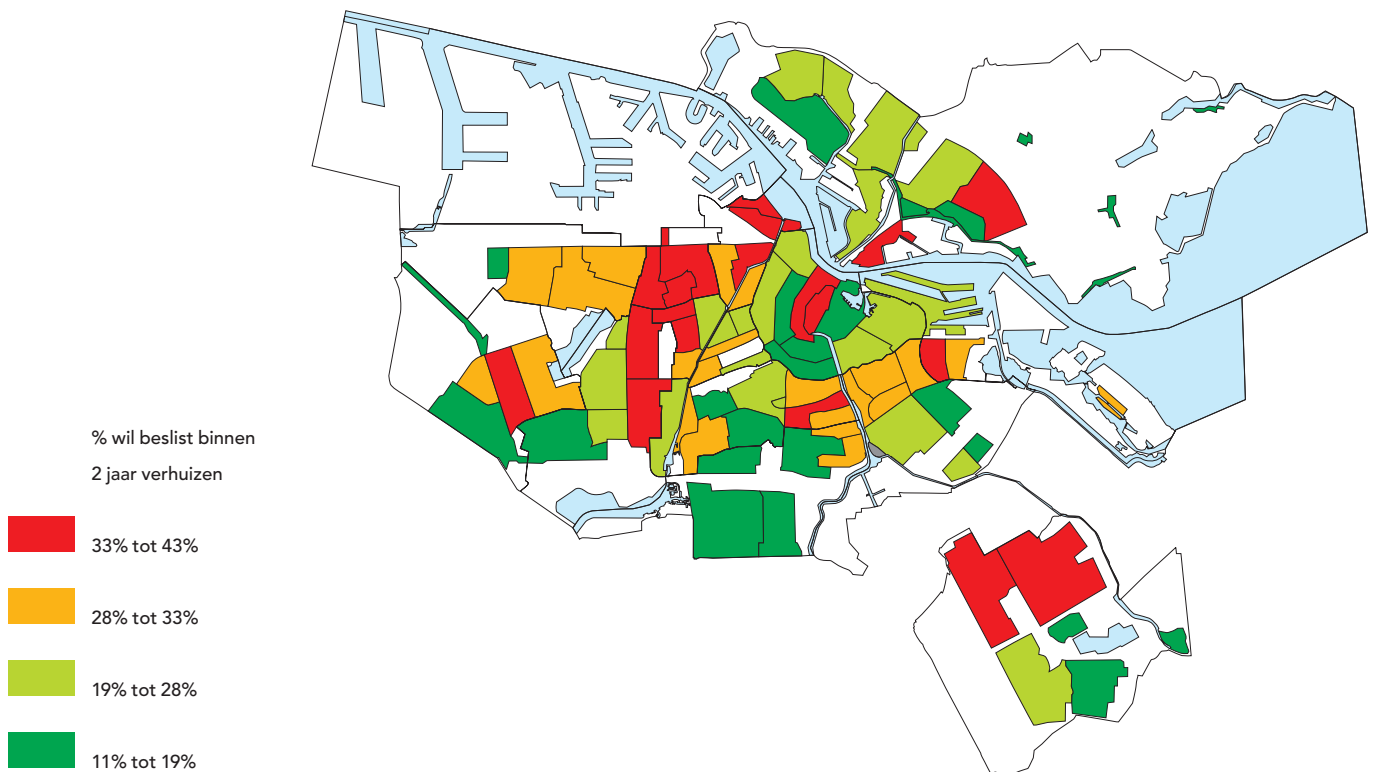 % wil beslist binnen
2 jaar verhuizen
33% tot 43%
28% tot 33%
19% tot 28%
11% tot 19%